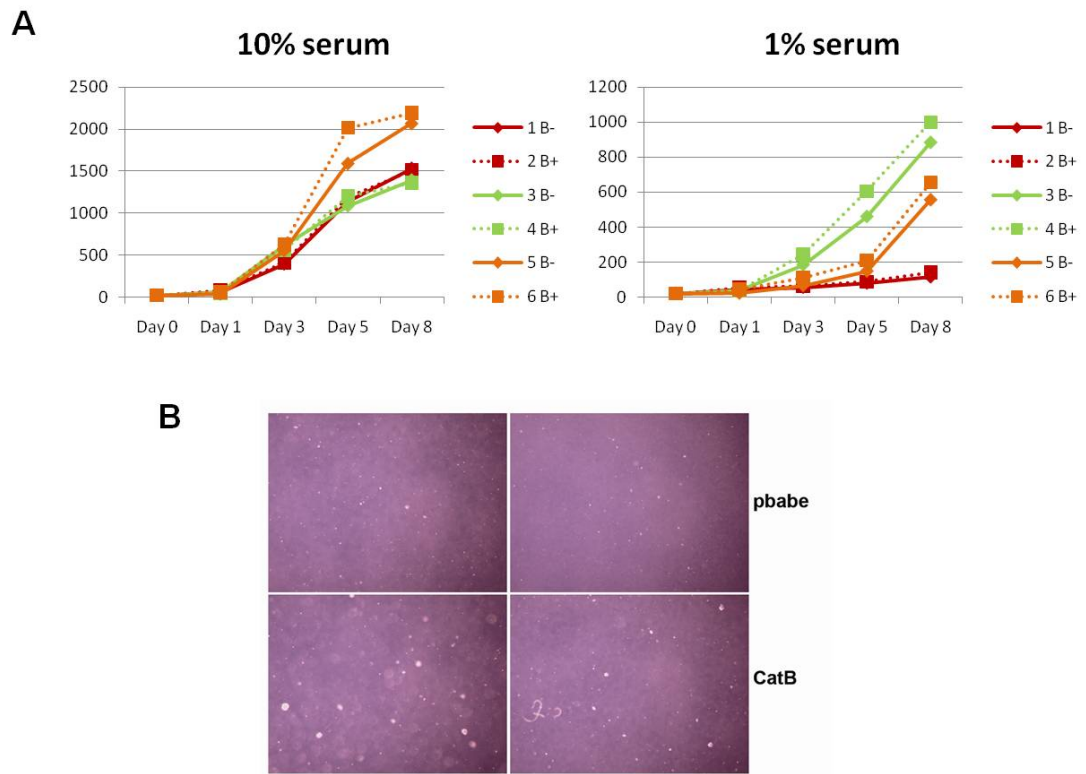 A
10% serum
2500
2000
1500
1000
500
0
Day 0 Day 1 Day 3 Day 5 Day 8
1 B-
2 B+
3 B-
4 B+
5 B-
6 B+
1% serum
1200
1000
800
600
400
200
0
Day 0 Day 1 Day 3 Day 5 Day 8
1 B-
2 B+
3 B-
4 B+
5 B-
6 B+
B
pbabe
CatB